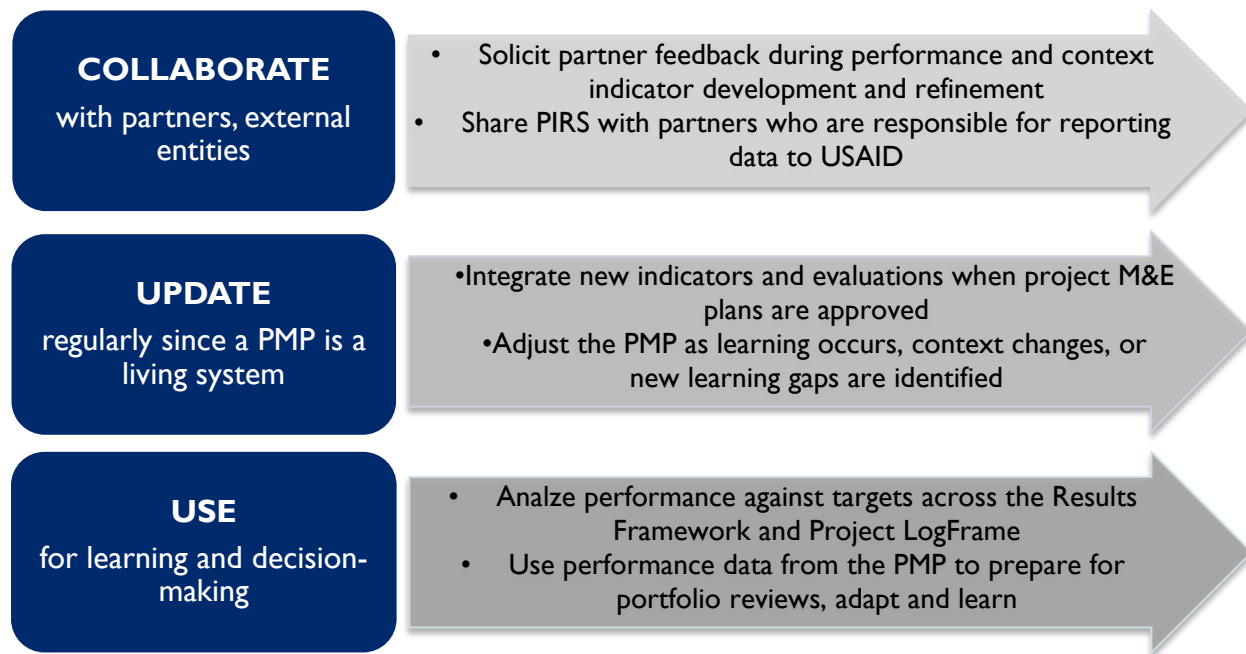 COLLABORATE
with partners, external
entities
• Solicit partner feedback during performance and context
indicator development and refinement
• Share PIRS with partners who are responsible for reporting
data to USAID
UPDATE
regularly since a PMP is a
living system
•Integrate new indicators and evaluations when project M&E
plans are approved
•Adjust the PMP as learning occurs, context changes, or
new learning gaps are identified
USE
for learning and decision-
making
• Analze performance against targets across the Results
Framework and Project LogFrame
• Use performance data from the PMP to prepare for
portfolio reviews, adapt and learn